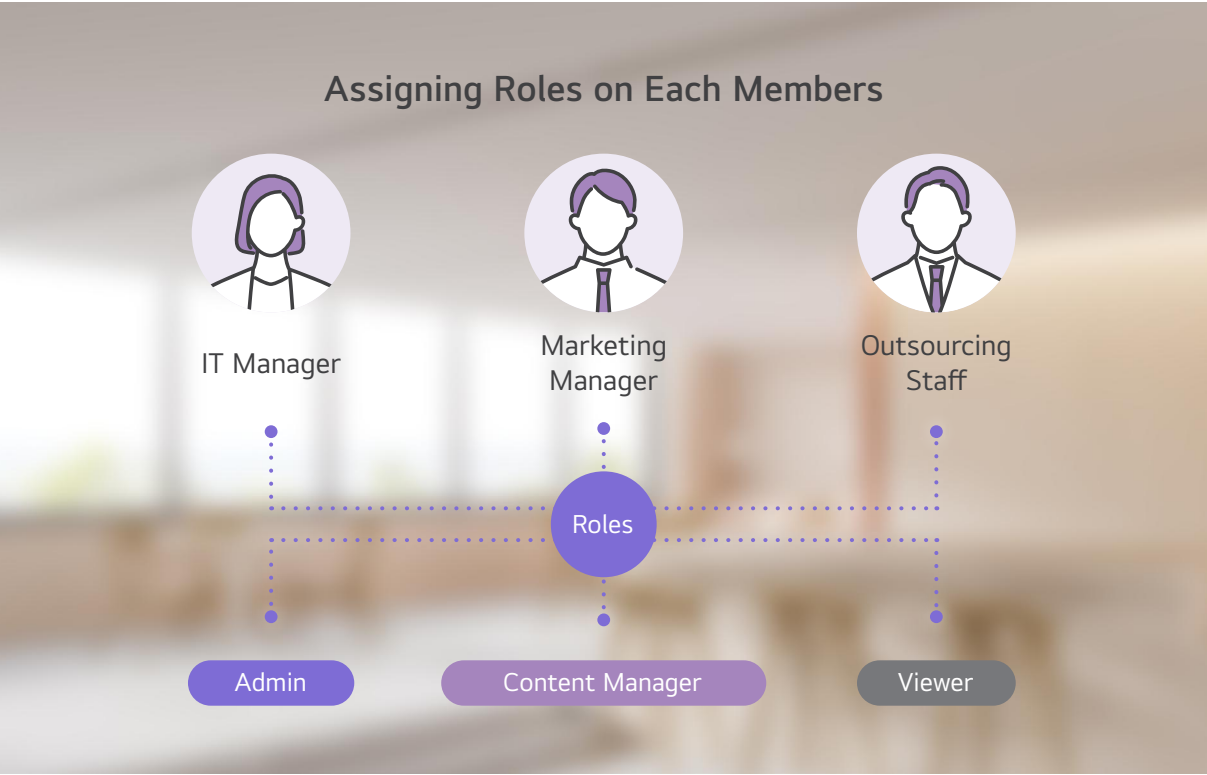 Assigning Roles on Each Members
IT Manager
Marketing
Manager
Outsourcing
Staff
Roles
Admin
Content Manager
Viewer